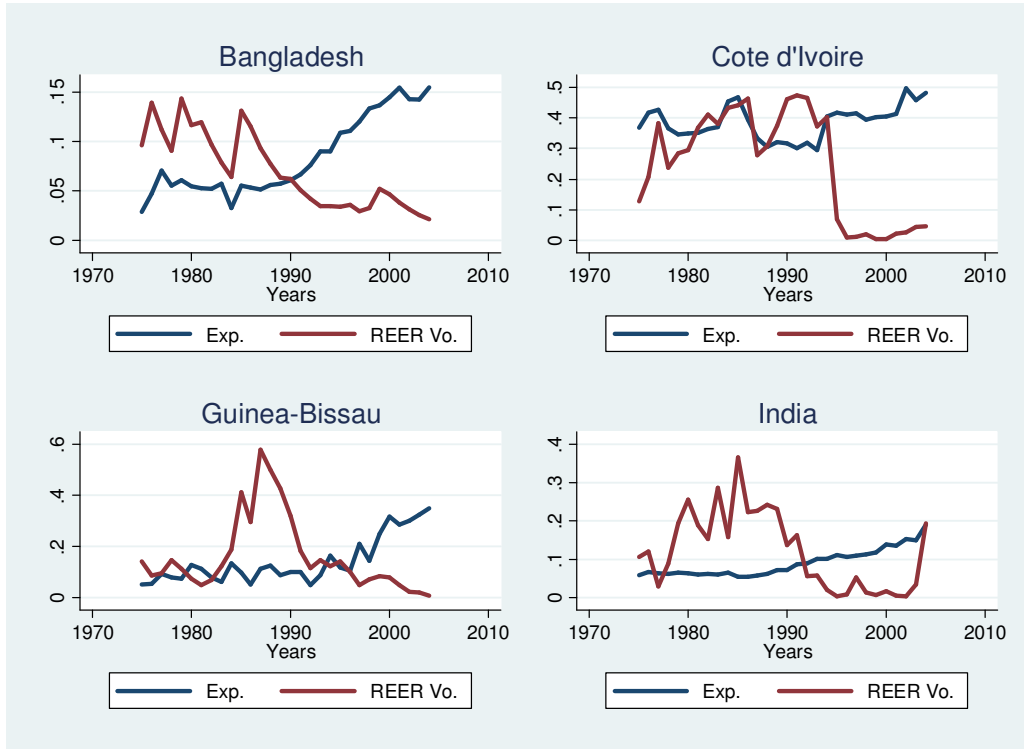 Bangladesh
0 .05 .1 .15
1970 1980 1990 2000 2010
Years
Exp. REER Vo.
Cote d'Ivoire
0 .1 .2 .3 .4 .5
1970 1980 1990 2000 2010
Years
Exp. REER Vo.
Guinea-Bissau
0 .2 .4 .6
1970 1980 1990 2000 2010
Years
Exp. REER Vo.
India
0 .1 .2 .3 .4
1970 1980 1990 2000 2010
Years
Exp. REER Vo.